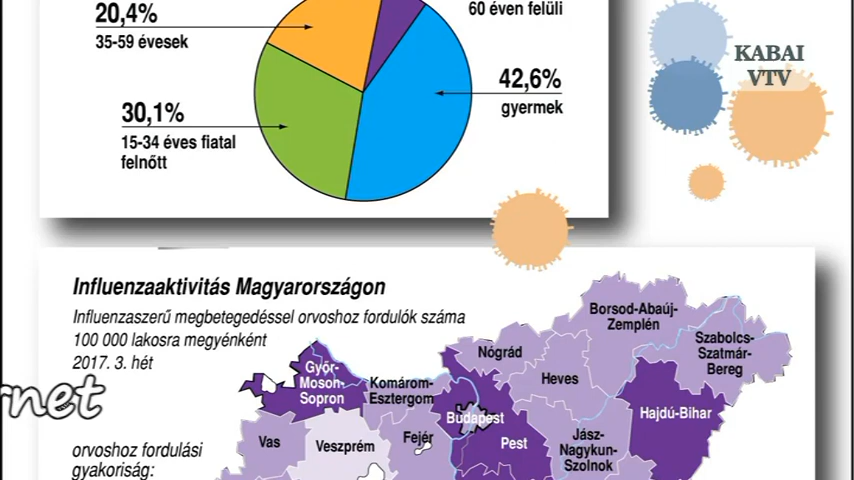 20,4%
35-59 évesek
60 éven felüli
42,6%
gyermek
30,1%
15-34 éves fiatal
felnőtt
KABAI
VTV
Influenzaaktivitás Magyarországon
Influenzaszerű megbetegedéssel orvoshoz fordulók száma
100 000 lakosra megyénként
2017. 3. hét
Borsod-Abaúj-
Zemplén
Szabolcs-
Szatmár-
Bereg
Nógrád
Heves
Győr-
Moson-
Sopron
Komárom-
Esztergom
Budapest
Pest
Hajdú-Bihar
Jász-
Nagykun-
Szolnok
Vas
Veszprém
Fejér
rnet
orvoshoz fordulási
gyakoriság: